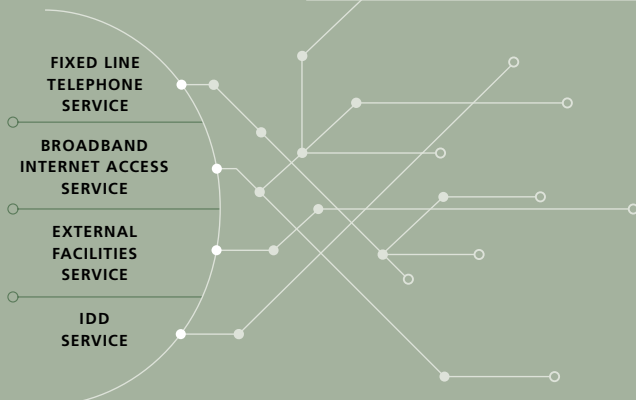 FIXED LINE
TELEPHONE
SERVICE
BROADBAND
INTERNET ACCESS
SERVICE
EXTERNAL
FACILITIES
SERVICE
IDD
SERVICE